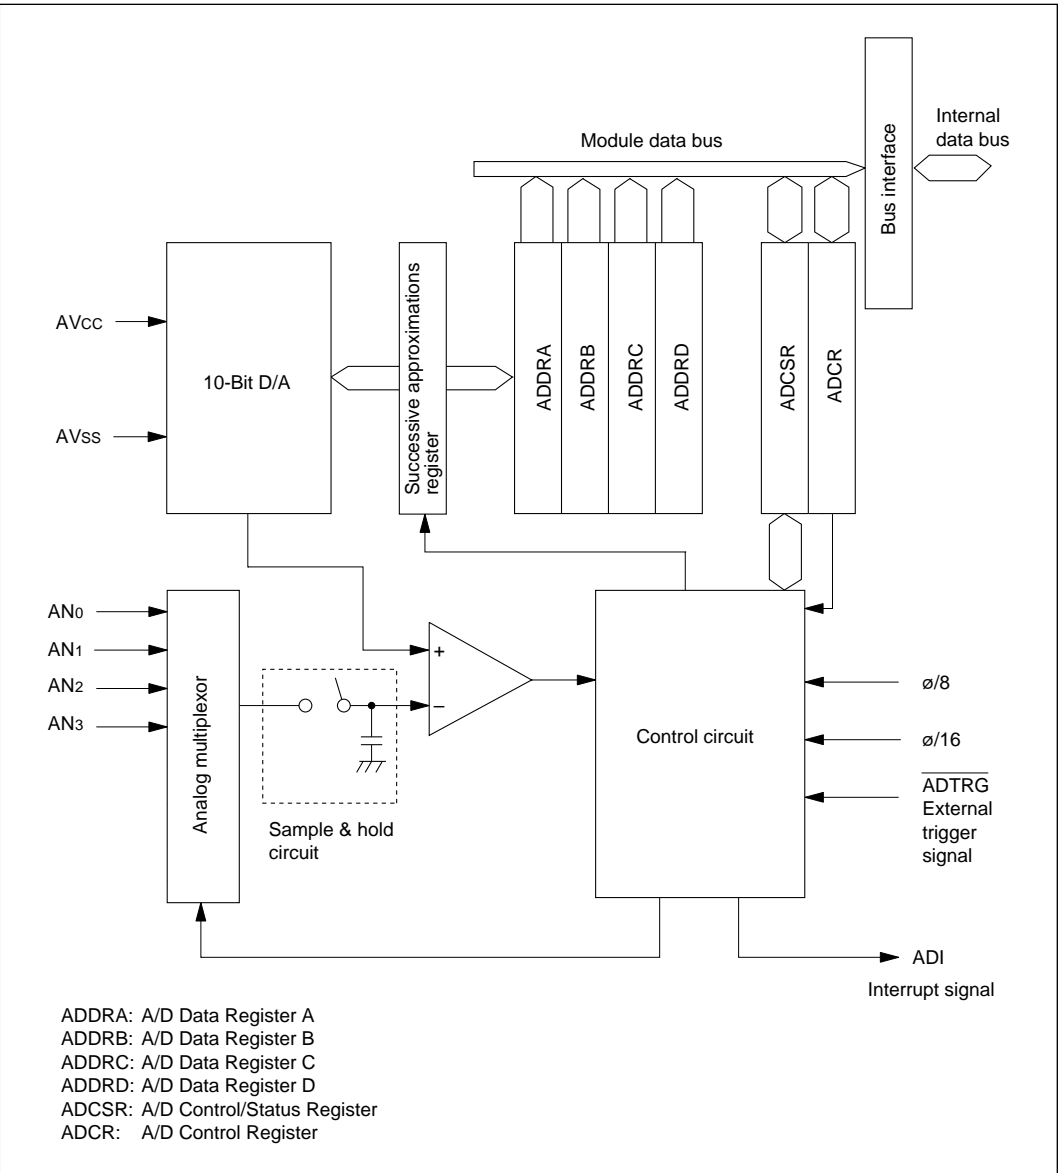 Internal
data bus
Module data bus
Bus interface
AVCC
10-Bit D/A
AVSS
Successive approximations
register
ADDRA
ADDRB
ADDRC
ADDRD
ADCSR
ADCR
AN0
AN1
AN2
AN3
Analog multiplexor
+
–
Sample & hold
circuit
Control circuit
ø/8
ø/16
ADTRG
External
trigger
signal
ADI
Interrupt signal
ADDRA: A/D Data Register A
ADDRB: A/D Data Register B
ADDRC: A/D Data Register C
ADDRD: A/D Data Register D
ADCSR: A/D Control/Status Register
ADCR: A/D Control Register